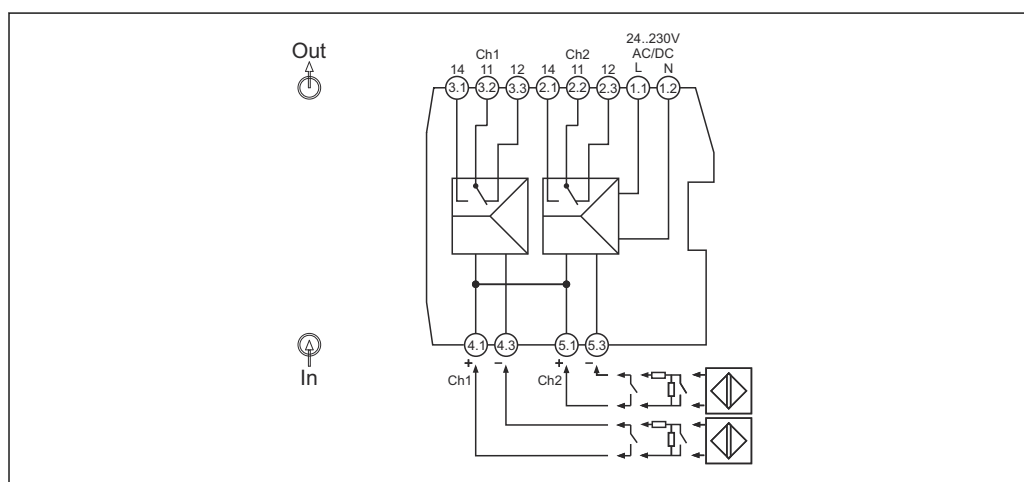 Out
24..230V
Ch1 Ch2 AC/DC
14 11 12 14 11 12 L N
3.1 3.2 3.3 2.1 2.2 2.3 1.1 1.2
4.1 4.3 5.1 5.3
+ – + –
In
Ch1 Ch2